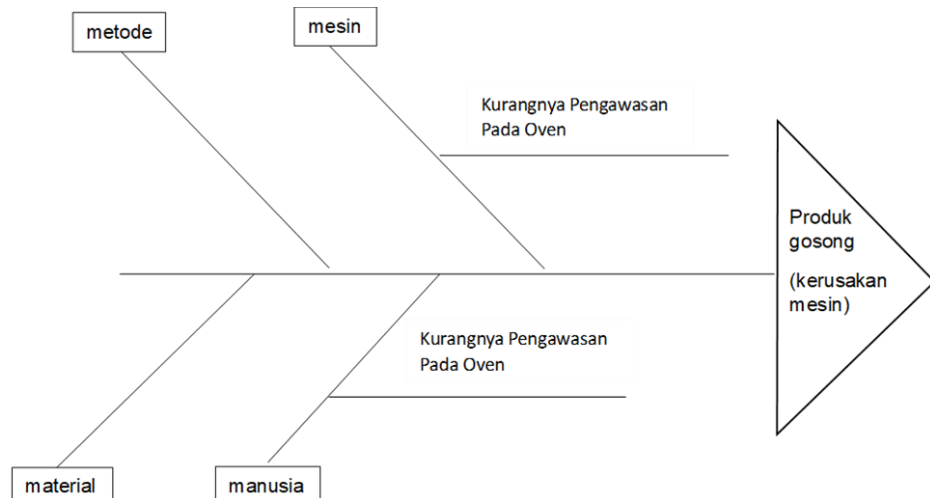 metode
mesin
Kurangnya Pengawasan
Pada Oven
Produk
gosong
(kerusakan
mesin)
Kurangnya Pengawasan
Pada Oven
material
manusia